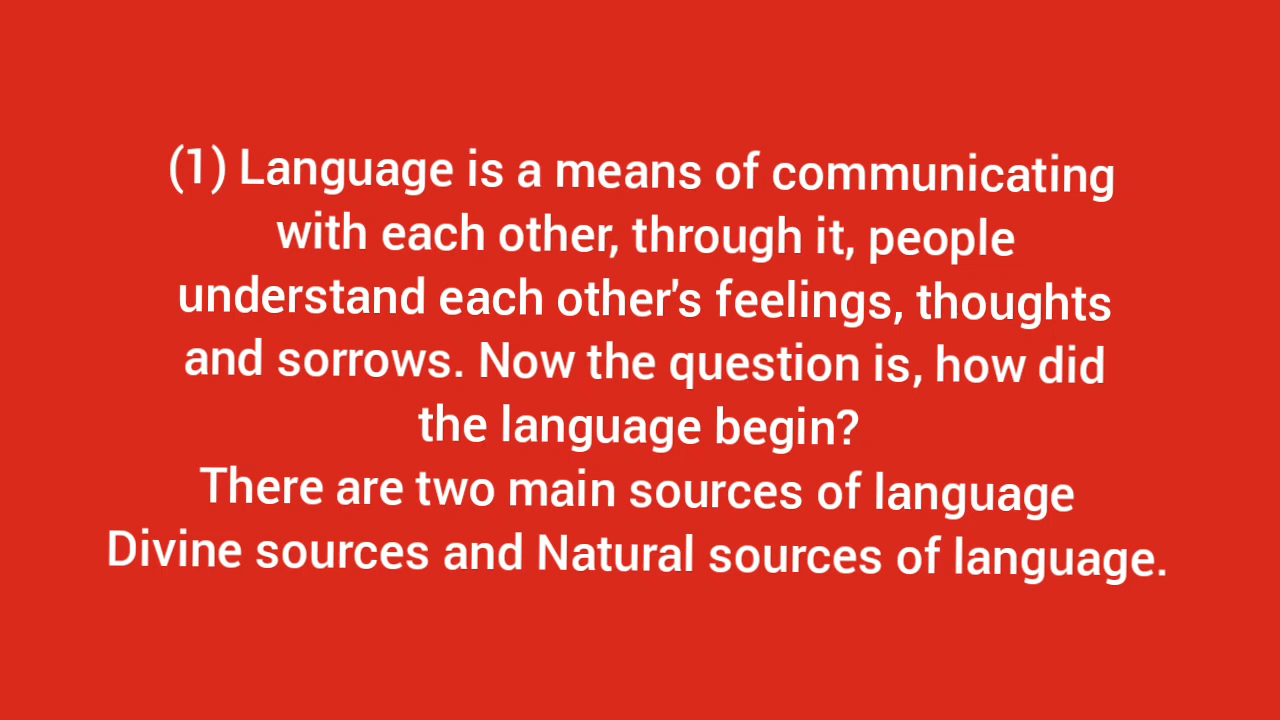 (1) Language is a means of communicating
with each other, through it, people
understand each other's feelings, thoughts
and sorrows. Now the question is, how did
the language begin?
There are two main sources of language
Divine sources and Natural sources of language.